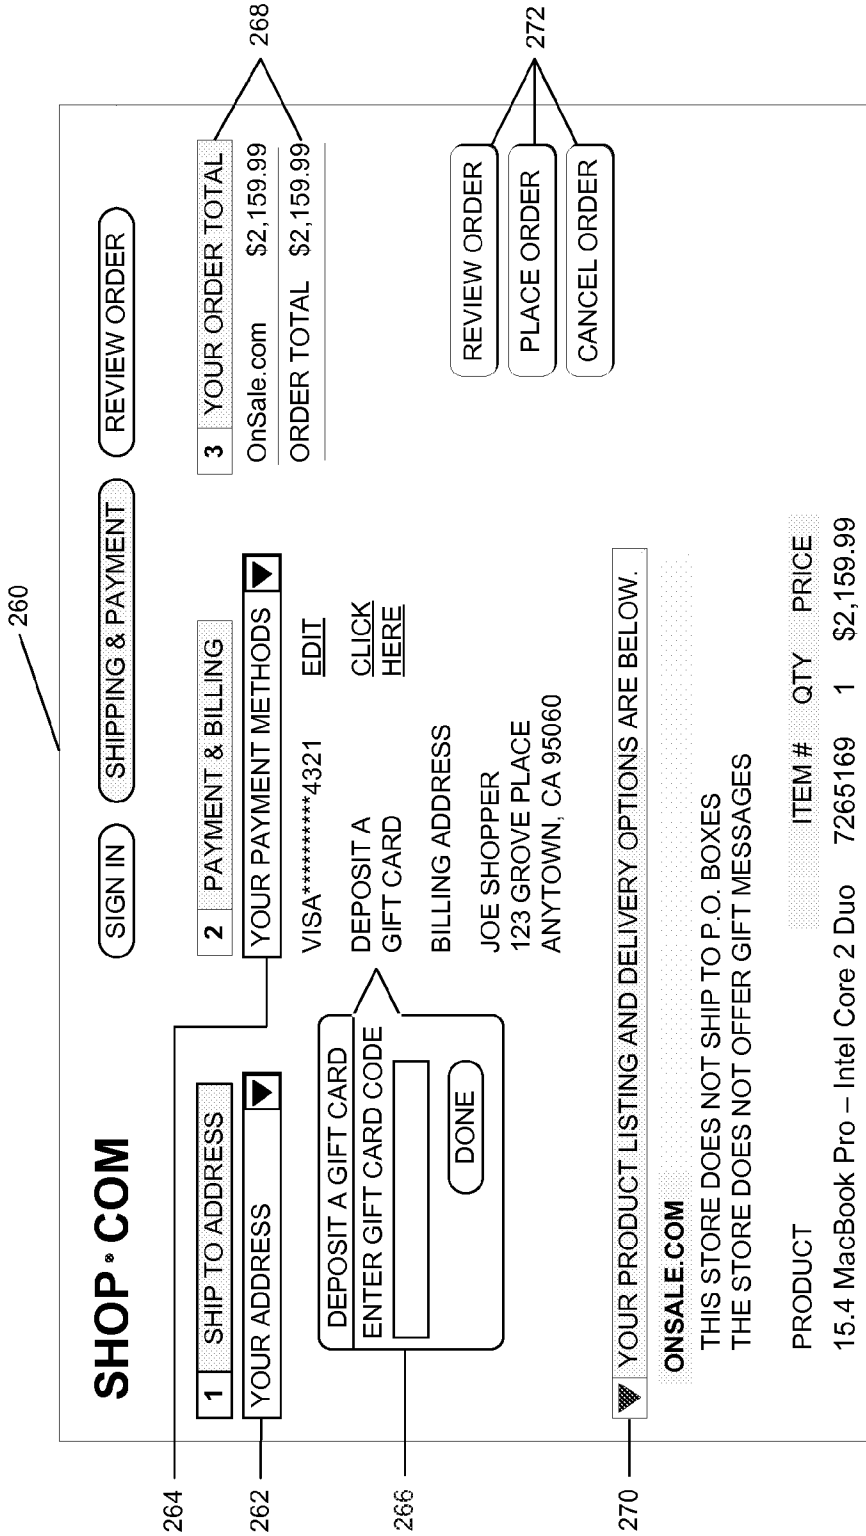 260
SHOP.COM
SIGN IN
SHIPPING & PAYMENT
REVIEW ORDER
264
262
1 SHIP TO ADDRESS
YOUR ADDRESS
2 PAYMENT & BILLING
YOUR PAYMENT METHODS
VISA**********4321 EDIT
DEPOSIT A
GIFT CARD
CLICK
HERE
BILLING ADDRESS
JOE SHOPPER
123 GROVE PLACE
ANYTOWN, CA 95060
3 YOUR ORDER TOTAL
OnSale.com $2,159.99
ORDER TOTAL $2,159.99
268
266
DEPOSIT A GIFT CARD
ENTER GIFT CARD CODE
DONE
REVIEW ORDER
PLACE ORDER
CANCEL ORDER
272
270
YOUR PRODUCT LISTING AND DELIVERY OPTIONS ARE BELOW.
ONSALE.COM
THIS STORE DOES NOT SHIP TO P.O. BOXES
THE STORE DOES NOT OFFER GIFT MESSAGES
PRODUCT ITEM # QTY PRICE
15.4 MacBook Pro – Intel Core 2 Duo 7265169 1 $2,159.99